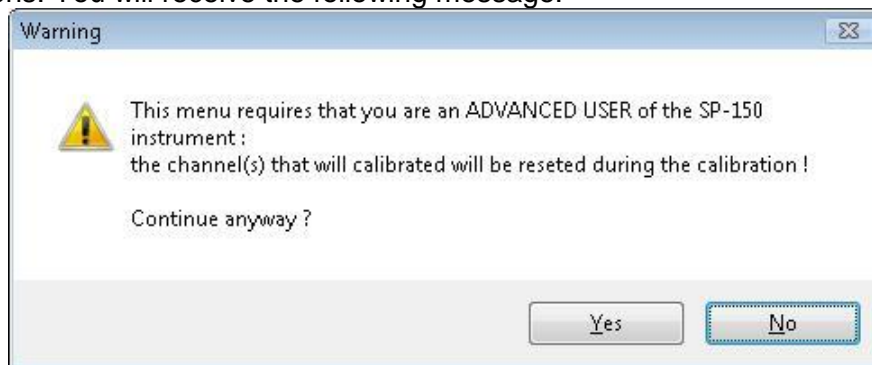 You will receive the following message:
Warning
This menu requires that you are an ADVANCED USER of the SP-150
instrument :
the channel(s) that will calibrated will be reseted during the calibration !
Continue anyway ?
Yes
No